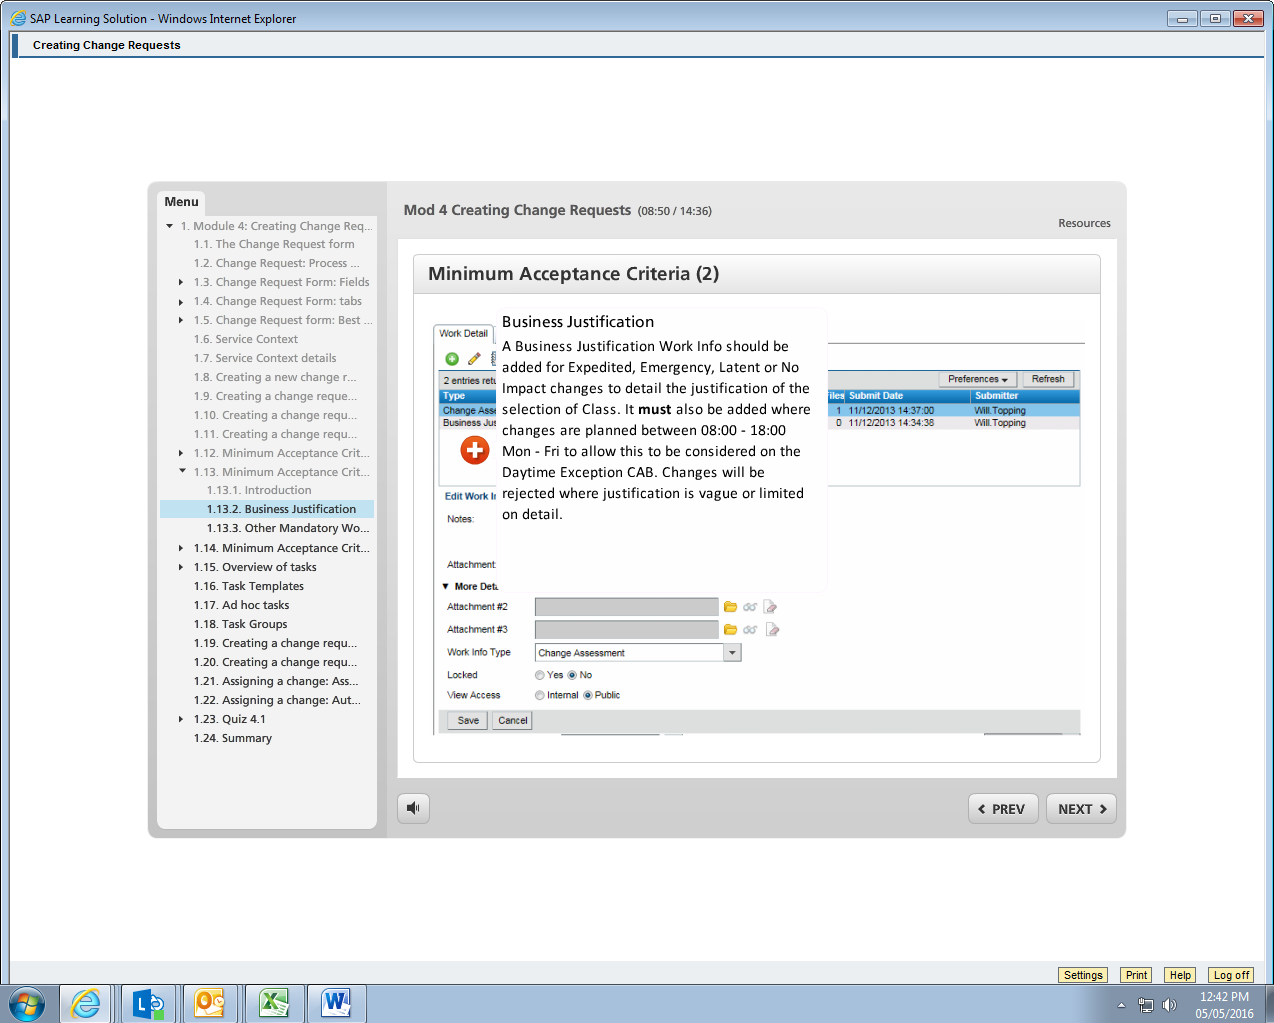 SAP Learning Solution - Windows Internet Explorer
Creating Change Requests
Menu
1. Module 4: Creating Change Req...
1.1. The Change Request form
1.2. Change Request: Process ...
1.3. Change Request Form: Fields
1.4. Change Request Form: tabs
1.5. Change Request form: Best ...
1.6. Service Context
1.7. Service Context details
1.8. Creating a new change r...
1.9. Creating a change reque...
1.10. Creating a change requ...
1.11. Creating a change requ...
1.12. Minimum Acceptance Crit...
1.13. Minimum Acceptance Crit...
1.13.1. Introduction
1.13.2. Business Justification
1.13.3. Other Mandatory Wo...
1.14. Minimum Acceptance Crit...
1.15. Overview of tasks
1.16. Task Templates
1.17. Ad hoc tasks
1.18. Task Groups
1.19. Creating a change requ...
1.20. Creating a change requ...
1.21. Assigning a change: Ass...
1.22. Assigning a change: Aut...
1.23. Quiz 4.1
1.24. Summary
Mod 4 Creating Change Requests (08:50 / 14:36)
Resources
Minimum Acceptance Criteria (2)
Work Detail
2 entries retu
Preferences
Refresh
Type
Files
Submit Date
Submitter
Change Asse
1 11/12/2013 14:37:00 Will.Topping
Business Jus
0 11/12/2013 14:34:38 Will.Topping
Business Justification
A Business Justification Work Info should be
added for Expedited, Emergency, Latent or No
Impact changes to detail the justification of the
selection of Class. It must also be added where
changes are planned between 08:00 - 18:00
Mon - Fri to allow this to be considered on the
Daytime Exception CAB. Changes will be
rejected where justification is vague or limited
on detail.
Edit Work In
Notes:
Attachment
More Deta
Attachment #2
Attachment #3
Work Info Type Change Assessment
Locked Yes No
View Access Internal Public
Save Cancel
PREV
NEXT
Settings Print Help Log off
12:42 PM
05/05/2016